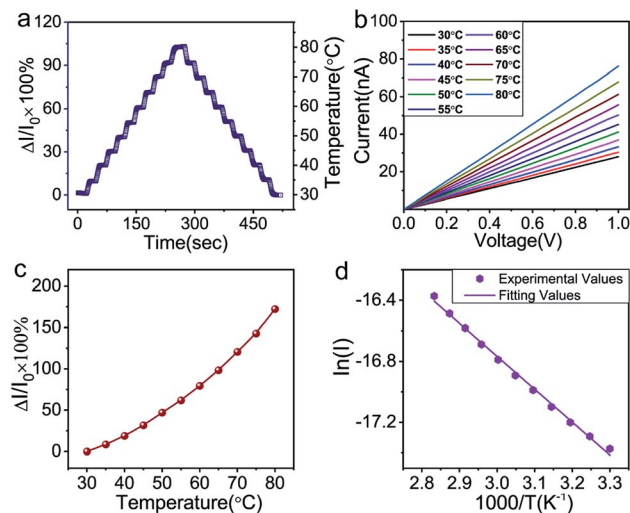 a
120
90
60
30
0
ΔI/I0×100%
0 150 300 450
Time(sec)
80
70
60
50
40
30
Temperature(°C)
b
100
80
60
40
20
Current(nA)
30°C 60°C
35°C 65°C
40°C 70°C
45°C 75°C
50°C 80°C
55°C
0.0 0.2 0.4 0.6 0.8 1.0
Voltage(V)
c
200
150
100
50
0
ΔI/I0×100%
30 40 50 60 70 80
Temperature(°C)
d
Experimental Values
Fitting Values
-16.4
-16.8
-17.2
ln(I)
2.8 2.9 3.0 3.1 3.2 3.3
1000/T(K-1)